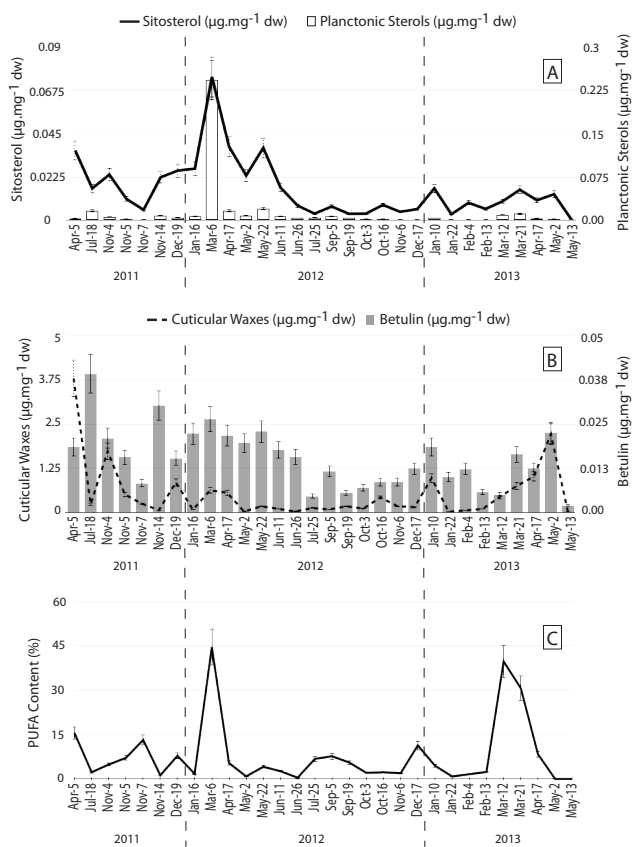 Sitosterol (µg.mg⁻¹ dw) Planctonic Sterols (µg.mg⁻¹ dw)
A
Sitosterol (µg.mg⁻¹ dw)
0.09
0.0675
0.045
0.0225
0
0.3
0.225
0.15
0.075
0.00
Planctonic Sterols (µg.mg⁻¹ dw)
Apr-5 Jul-18 Nov-4 Nov-5 Nov-7 Nov-14 Dec-19 Jan-16 Mar-6 Apr-17 May-2 May-22 Jun-11 Jun-26 Jul-25 Sep-5 Sep-19 Oct-3 Oct-16 Nov-6 Dec-17 Jan-10 Jan-22 Feb-4 Feb-13 Mar-12 Mar-21 Apr-17 May-2 May-13
2011 2012 2013
Cuticular Waxes (µg.mg⁻¹ dw) Betulin (µg.mg⁻¹ dw)
B
Cuticular Waxes (µg.mg⁻¹ dw)
5
3.75
2.5
1.25
0
0.05
0.038
0.026
0.013
0.00
Betulin (µg.mg⁻¹ dw)
Apr-5 Jul-18 Nov-4 Nov-5 Nov-7 Nov-14 Dec-19 Jan-16 Mar-6 Apr-17 May-2 May-22 Jun-11 Jun-26 Jul-25 Sep-5 Sep-19 Oct-3 Oct-16 Nov-6 Dec-17 Jan-10 Jan-22 Feb-4 Feb-13 Mar-12 Mar-21 Apr-17 May-2 May-13
2011 2012 2013
C
PUFA Content (%)
60
45
30
15
0
Apr-5 Jul-18 Nov-4 Nov-5 Nov-7 Nov-14 Dec-19 Jan-16 Mar-6 Apr-17 May-2 May-22 Jun-11 Jun-26 Jul-25 Sep-5 Sep-19 Oct-3 Oct-16 Nov-6 Dec-17 Jan-10 Jan-22 Feb-4 Feb-13 Mar-12 Mar-21 Apr-17 May-2 May-13
2011 2012 2013